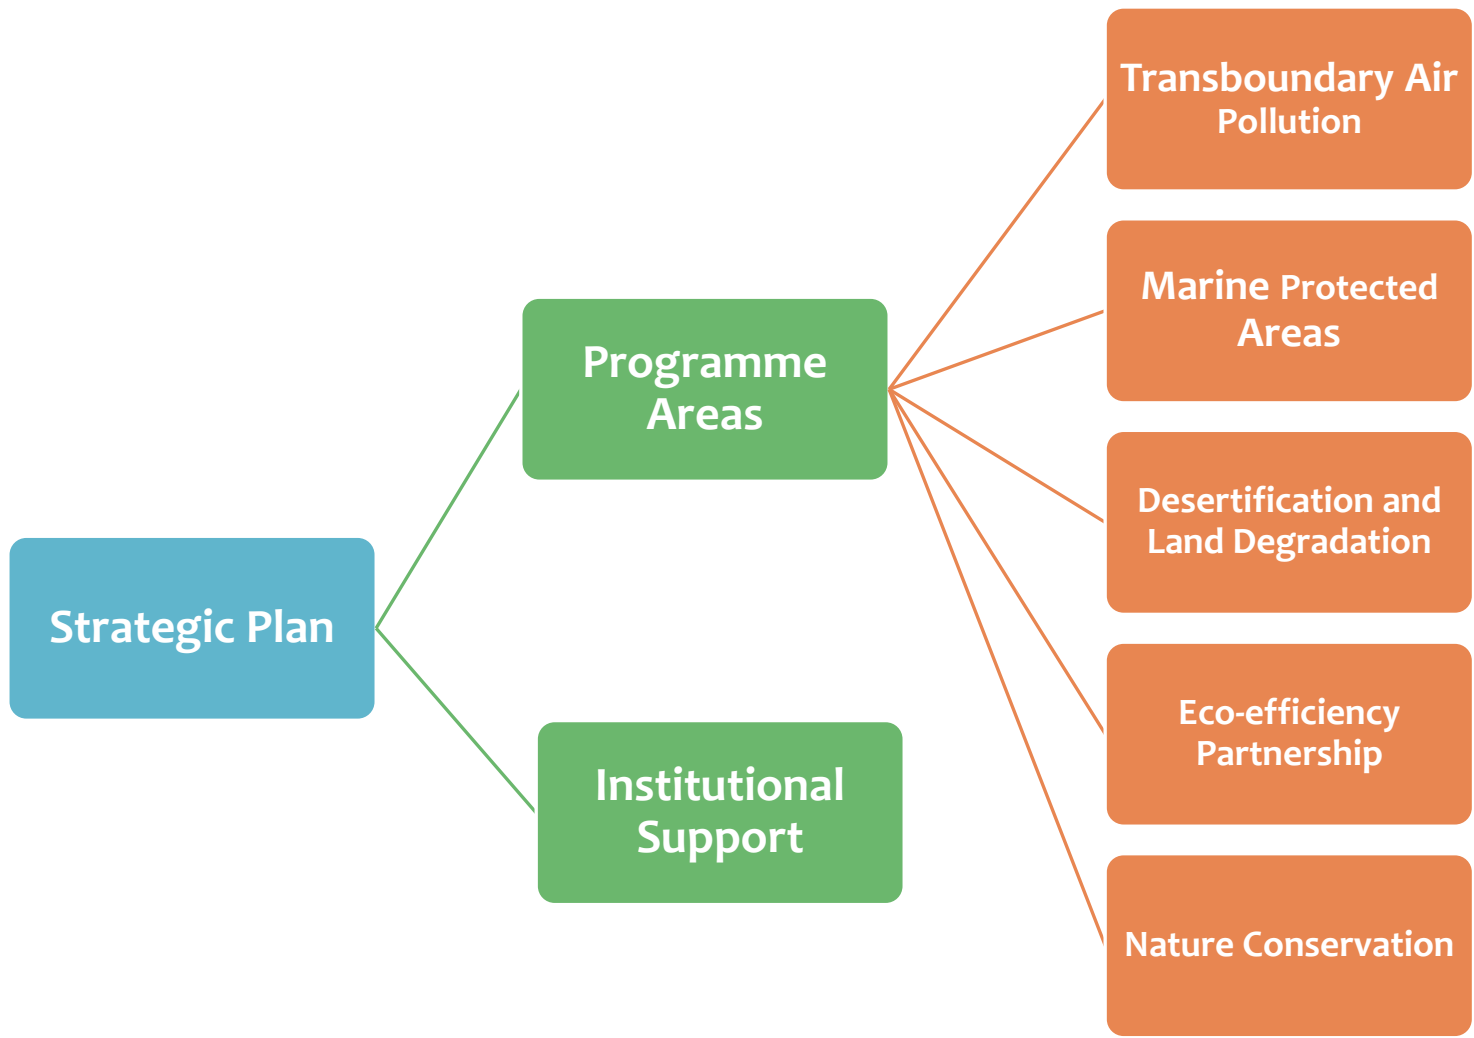 Strategic Plan
Programme
Areas
Institutional
Support
Transboundary Air
Pollution
Marine Protected
Areas
Desertification and
Land Degradation
Eco-efficiency
Partnership
Nature Conservation